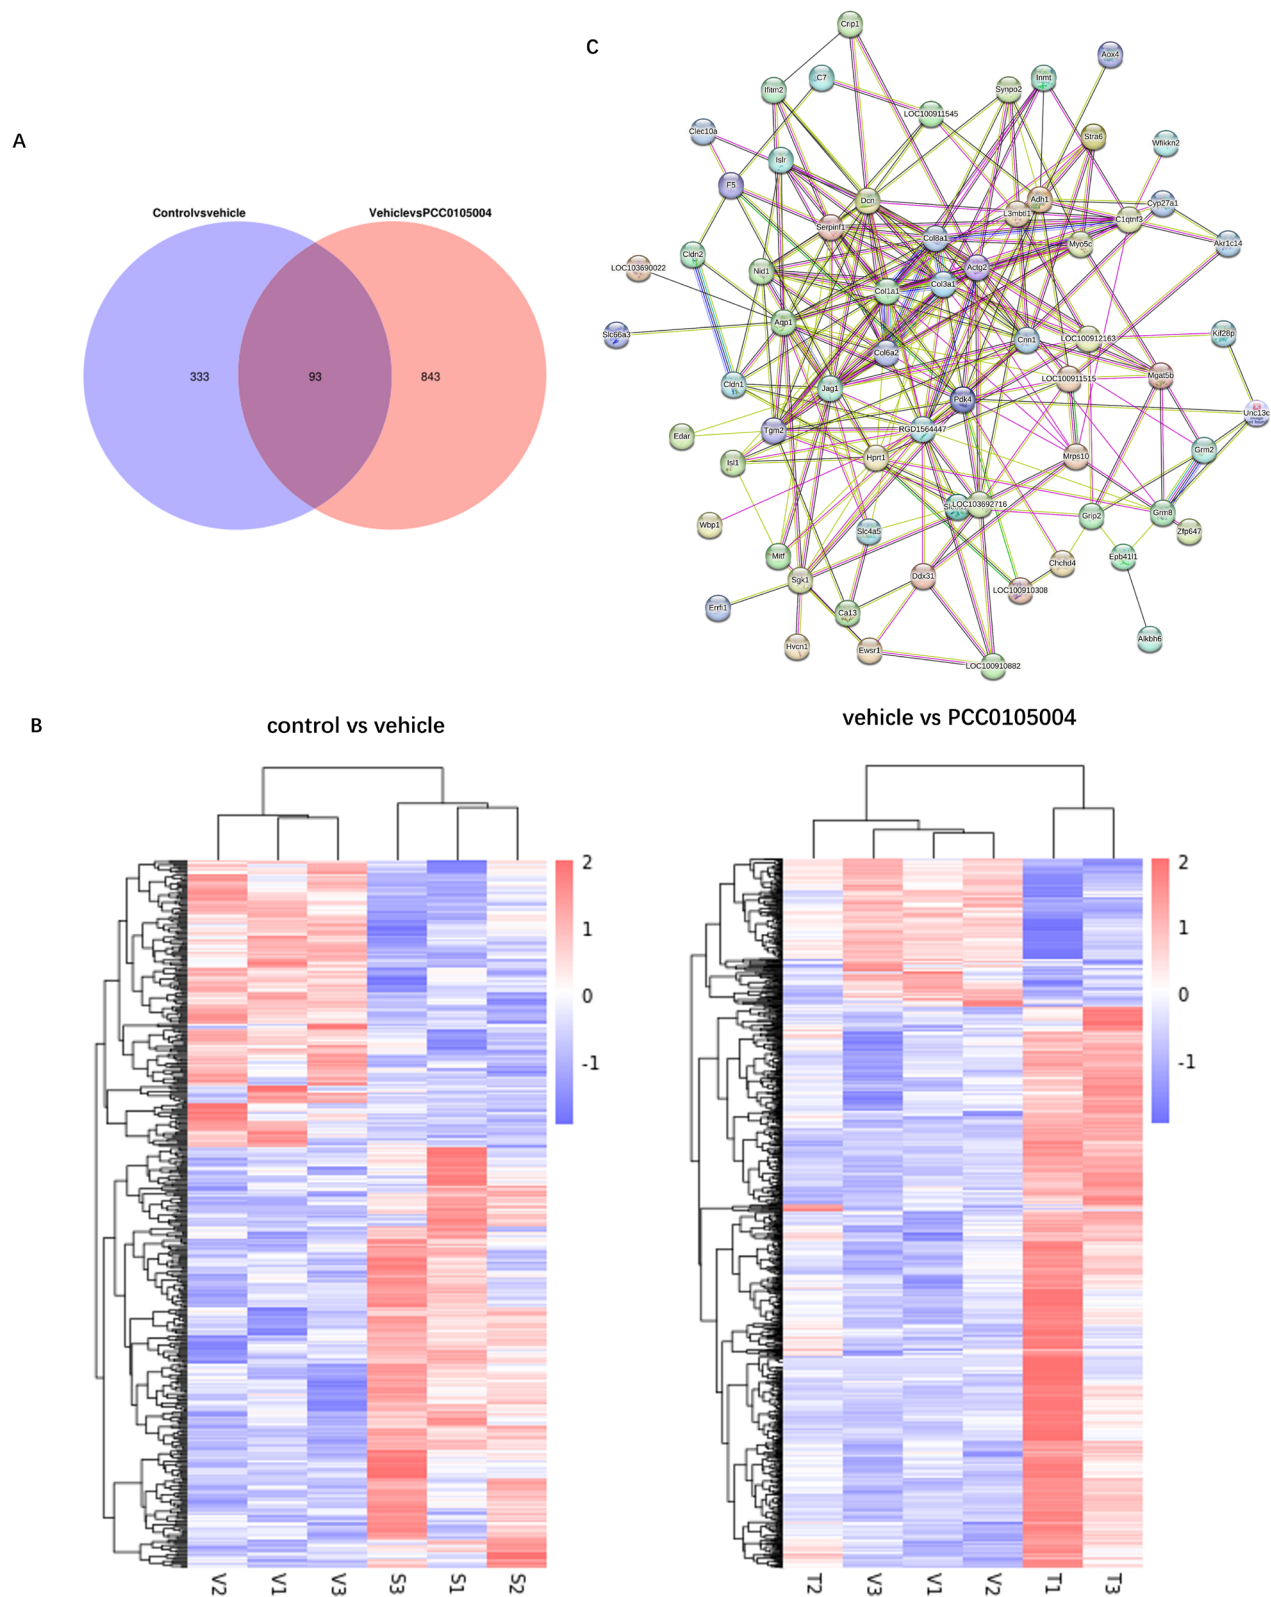 A
Controlvsvehicle
VehiclevsPCC0105004
333
93
843
C
Crip1
Aox4
C7
Ifitm2
Inmt
Synpo2
LOC100911545
Clec10a
Stra6
Wfikkn2
Islr
F5
Dcn
Adh1
L3mbtl1
Cyp27a1
C1qtnf3
Serpinf1
Col8a1
Myo5c
Akr1c14
Cldn2
LOC103690022
Nid1
Actg2
Col3a1
Col1a1
Aqp1
Slc66a3
Kif28p
Cnn1
LOC100912163
Col6a2
LOC100911515
Mgat5b
Cldn1
Jag1
Pdk4
Unc13c
Tgm2
RGD1564447
Edar
Grm2
Isl1
Hprt1
Mrps10
LOC103692716
Wbp1
Grip2
Grm8
Slc4a5
Zfp647
Mitf
Epb41l1
Chchd4
Sgk1
Ddx31
LOC100910308
Errfi1
Ca13
Alkbh6
Hvcn1
Ewsr1
LOC100910882
B
control vs vehicle
vehicle vs PCC0105004
2
1
0
-1
2
1
0
-1
V2
V1
V3
S3
S1
S2
T2
V3
V1
V2
T1
T3